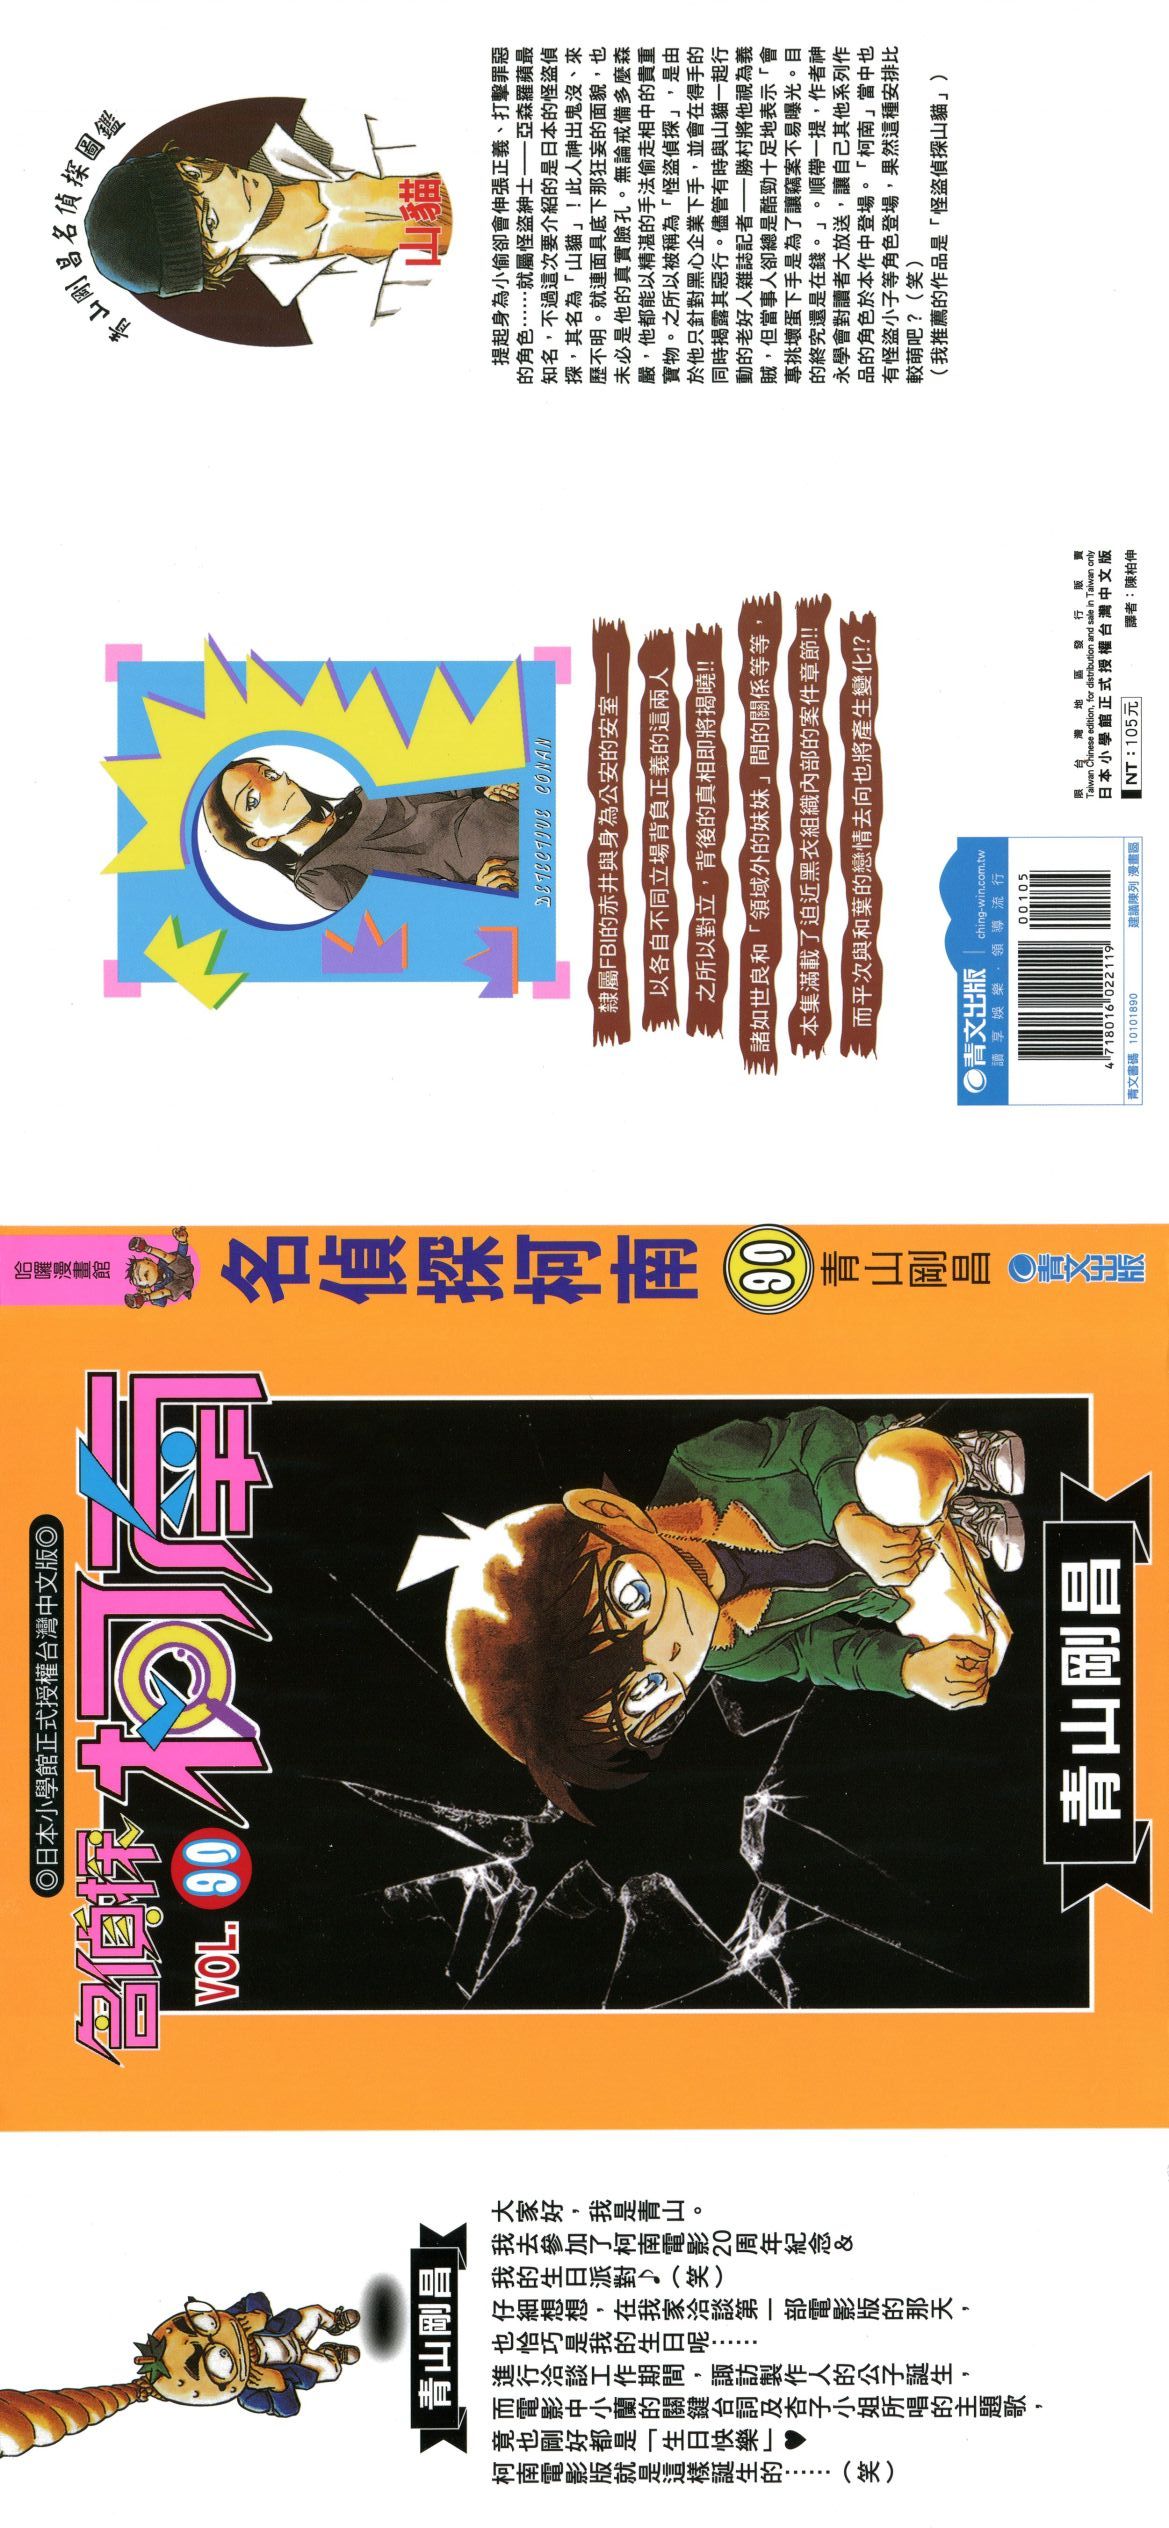 青山剛昌名偵探圖鑑
山貓
提起身為小偷卻會伸張正義、打擊罪惡
的角色……就屬怪盜紳士——亞森羅蘋最
知名，不過這次要介紹的是日本的怪盜偵
探，其名為「山貓」！此人神出鬼沒、來
歷不明。就連面具底下那狂妄的面貌，也
未必是他的真實臉孔。無論戒備多麼森
嚴，他都能以精湛的手法偷走相中的貴重
寶物。之所以被稱為「怪盜偵探」，是由
於他只針對黑心企業下手，並會在得手的
同時揭露其惡行。儘管有時與山貓一起行
動的老好人雜誌記者——勝村將他視為義
賊，但當事人卻總是酷勁十足地表示「會
專挑壞蛋下手是為了讓竊案不易曝光。目
的終究還是在錢。」。順帶一提，作者神
永學會對讀者大放送，讓自己其他系列作
品的角色於本作中登場。「柯南」當中也
有怪盜小子等角色登場，果然這種安排比
較萌吧？（笑）
（我推薦的作品是「怪盜偵探山貓」）
DETECTIVE CONAN
隸屬FBI的赤井與身為公安的安室——
以各自不同立場背負正義的這兩人
之所以對立，背後的真相即將揭曉!!
諸如世良和「領域外的妹妹」間的關係等等，
本集滿載了迫近黑衣組織內部的案件章節!!
而平次與和葉的戀情去向也將產生變化!?
青文出版 ching-win.com.tw
讀享娛樂・領導流行
00105
4 718016 022119
青文書碼 10101890 建議陳列 漫畫區
限台灣地區發行販賣
Taiwan Chinese edition, for distribution and sale in Taiwan only
日本小學館正式授權台灣中文版
NT：105元 譯者：陳柏伸
哈囉漫畫館
名偵探柯南
90
青山剛昌
青文出版
◎日本小學館正式授權台灣中文版◎
名偵探
柯南
VOL. 90
青山剛昌
青山剛昌
大家好，我是青山。
我去參加了柯南電影20周年紀念&
我的生日派對♪（笑）
仔細想想，在我家洽談第一部電影版的那天，
也恰巧是我的生日呢……
進行洽談工作期間，諏訪製作人的公子誕生，
而電影中小蘭的關鍵台詞及杏子小姐所唱的主題歌，
竟也剛好都是「生日快樂」♥
柯南電影版就是這樣誕生的……（笑）